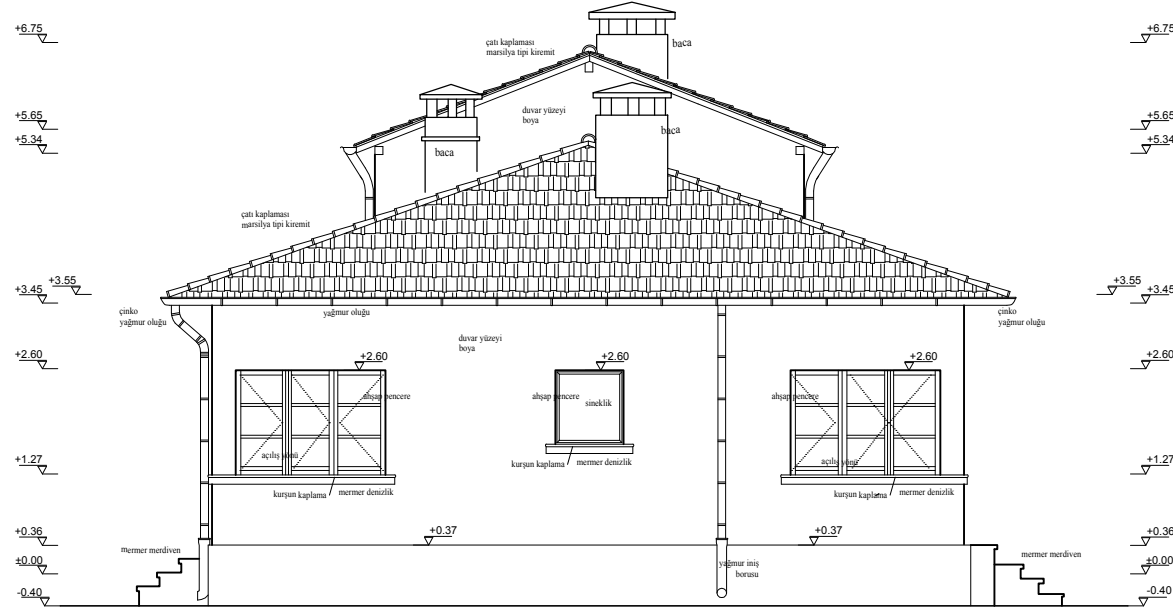 +6.75
+6.75
çatı kaplaması
marsilya tipi kiremit
baca
+5.65
+5.65
duvar yüzeyi
boya
baca
+5.34
+5.34
baca
çatı kaplaması
marsilya tipi kiremit
+3.55
+3.45
+3.55
+3.45
çinko
yağmur oluğu
yağmur oluğu
çinko
yağmur oluğu
duvar yüzeyi
boya
+2.60
+2.60
+2.60
+2.60
+2.60
ahşap pencere
ahşap pencere
sineklik
ahşap pencere
açılış yönü
açılış yönü
kurşun kaplama
mermer denizlik
+1.27
+1.27
kurşun kaplama
mermer denizlik
kurşun kaplama
mermer denizlik
+0.36
+0.37
+0.37
+0.36
mermer merdiven
mermer merdiven
±0.00
±0.00
yağmur iniş
borusu
-0.40
-0.40